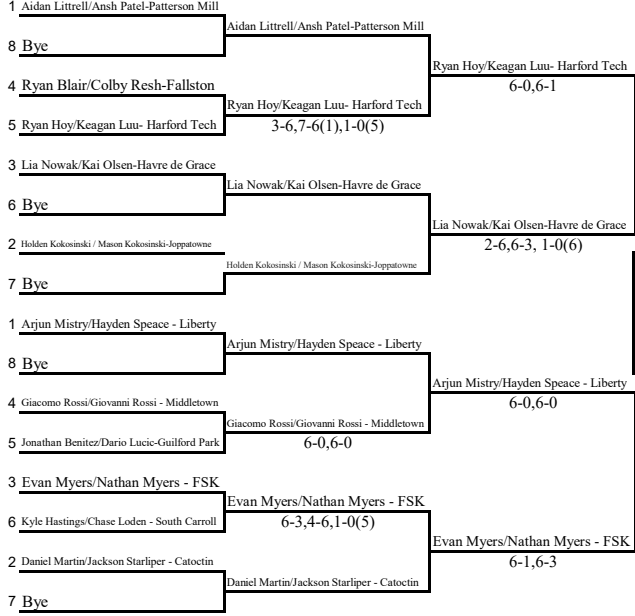 1 Aidan Littrell/Ansh Patel-Patterson Mill
Aidan Littrell/Ansh Patel-Patterson Mill
8 Bye
Ryan Hoy/Keagan Luu- Harford Tech
6-0,6-1
4 Ryan Blair/Colby Resh-Fallston
Ryan Hoy/Keagan Luu- Harford Tech
3-6,7-6(1),1-0(5)
5 Ryan Hoy/Keagan Luu- Harford Tech
3 Lia Nowak/Kai Olsen-Havre de Grace
Lia Nowak/Kai Olsen-Havre de Grace
6 Bye
Lia Nowak/Kai Olsen-Havre de Grace
2-6,6-3, 1-0(6)
2 Holden Kokosinski / Mason Kokosinski-Joppatowne
Holden Kokosinski / Mason Kokosinski-Joppatowne
7 Bye
1 Arjun Mistry/Hayden Speace - Liberty
Arjun Mistry/Hayden Speace - Liberty
8 Bye
Arjun Mistry/Hayden Speace - Liberty
6-0,6-0
4 Giacomo Rossi/Giovanni Rossi - Middletown
Giacomo Rossi/Giovanni Rossi - Middletown
6-0,6-0
5 Jonathan Benitez/Dario Lucic-Guilford Park
3 Evan Myers/Nathan Myers - FSK
Evan Myers/Nathan Myers - FSK
6-3,4-6,1-0(5)
6 Kyle Hastings/Chase Loden - South Carroll
Evan Myers/Nathan Myers - FSK
6-1,6-3
2 Daniel Martin/Jackson Starliper - Catoctin
Daniel Martin/Jackson Starliper - Catoctin
7 Bye